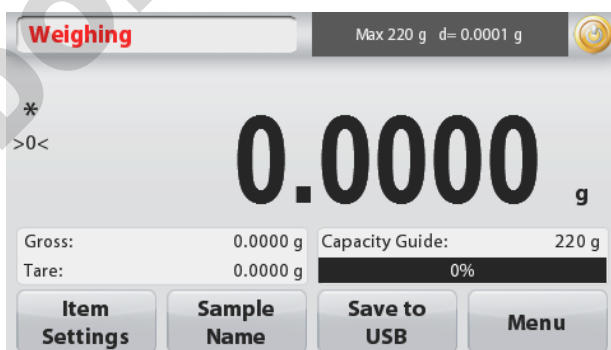 Weighing
Max 220 g d= 0.0001 g
*
>0<
0.0000 g
Gross: 0.0000 g
Tare: 0.0000 g
Capacity Guide: 220 g
0%
Item Settings
Sample Name
Save to USB
Menu